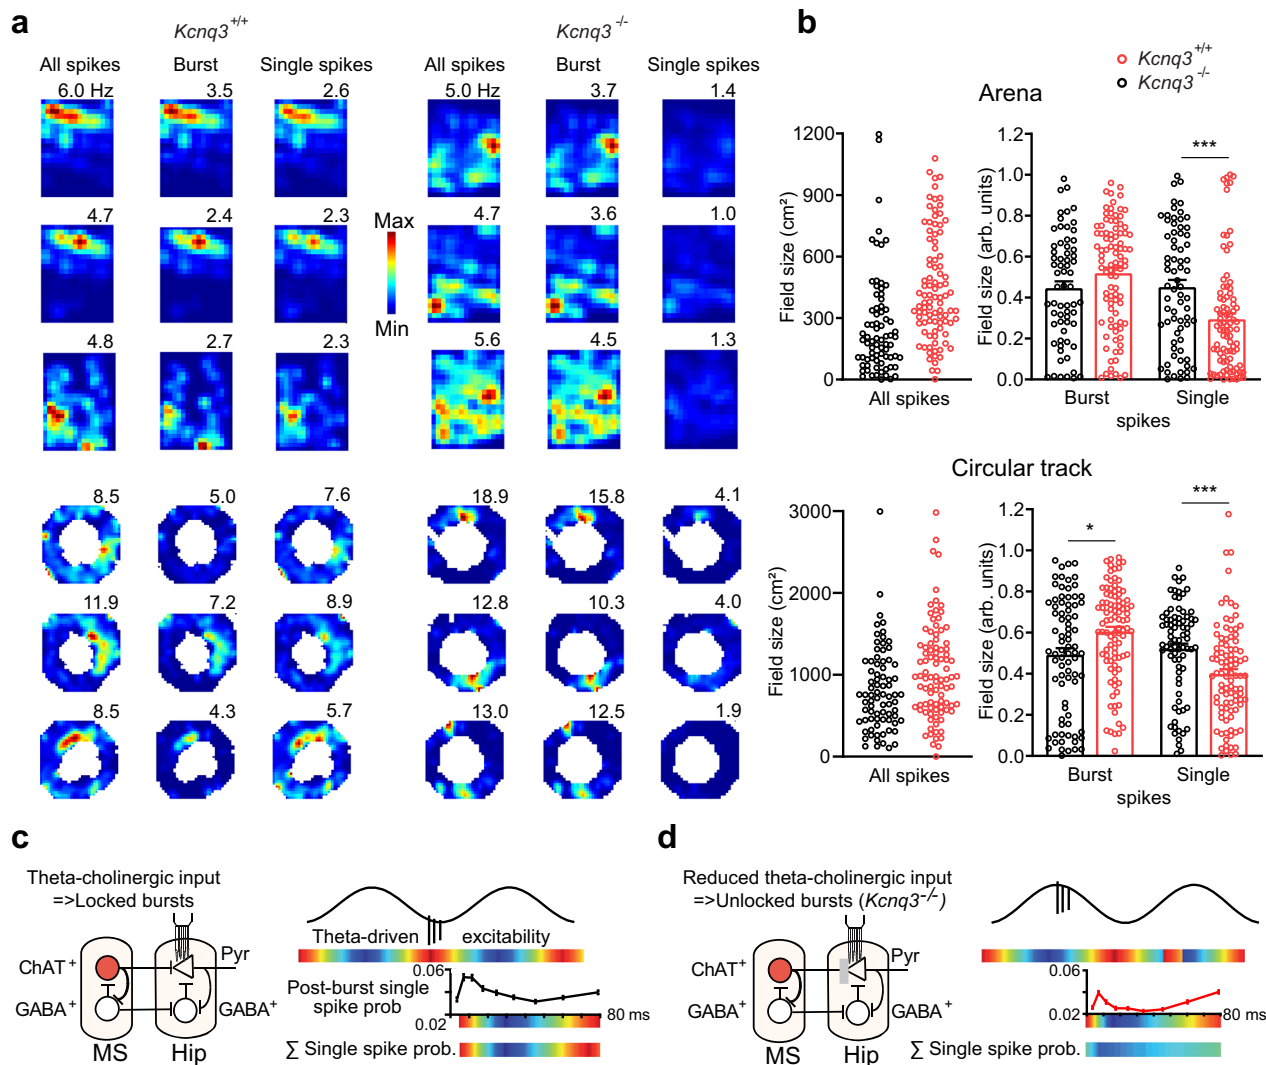 a
Kcnq3 +/+
Kcnq3 -/-
All spikes Burst Single spikes
All spikes Burst Single spikes
6.0 Hz 3.5 2.6
5.0 Hz 3.7 1.4
4.7 2.4 2.3
4.7 3.6 1.0
Max
Min
4.8 2.7 2.3
5.6 4.5 1.3
8.5 5.0 7.6
18.9 15.8 4.1
11.9 7.2 8.9
12.8 10.3 4.0
8.5 4.3 5.7
13.0 12.5 1.9
b
Kcnq3 +/+
Kcnq3 -/-
Arena
Field size (cm²)
1200
900
600
300
0
All spikes
Field size (arb. units)
1.2
1.0
0.8
0.6
0.4
0.2
0.0
***
Burst Single
spikes
Circular track
Field size (cm²)
3000
2000
1000
0
All spikes
Field size (arb. units)
1.2
1.0
0.8
0.6
0.4
0.2
0.0
*
***
Burst Single
spikes
c
Theta-cholinergic input
=>Locked bursts
ChAT+
GABA+
Pyr
GABA+
MS Hip
Theta-driven excitability
Post-burst single
spike prob
0.06
0.02
80 ms
∑ Single spike prob.
d
Reduced theta-cholinergic input
=>Unlocked bursts (Kcnq3-/-)
ChAT+
GABA+
Pyr
GABA+
MS Hip
0.06
0.02
80 ms
∑ Single spike prob.